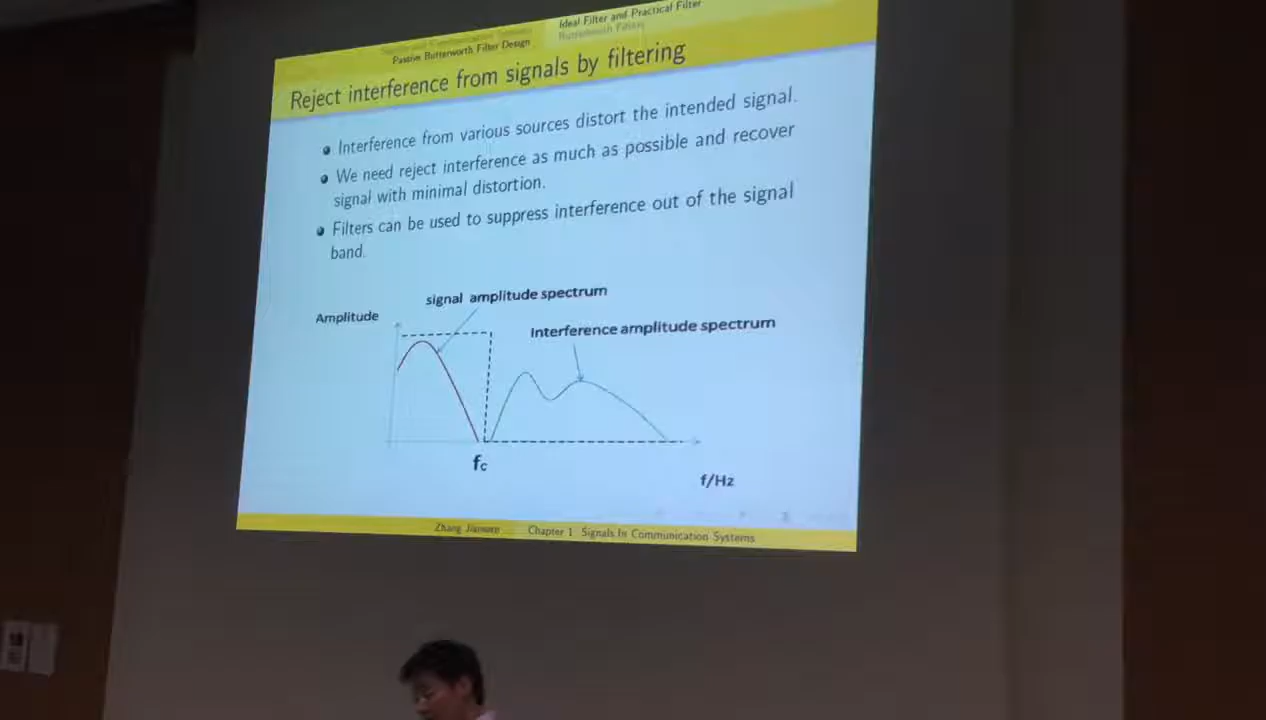 Passive Butterworth Filter Design
Ideal Filter and Practical Filter
Butterworth Filters
Reject interference from signals by filtering
Interference from various sources distort the intended signal.
We need reject interference as much as possible and recover
signal with minimal distortion.
Filters can be used to suppress interference out of the signal
band.
signal amplitude spectrum
Amplitude
Interference amplitude spectrum
fc
f/Hz
Zhang Chapter 1 Signals In Communication Systems